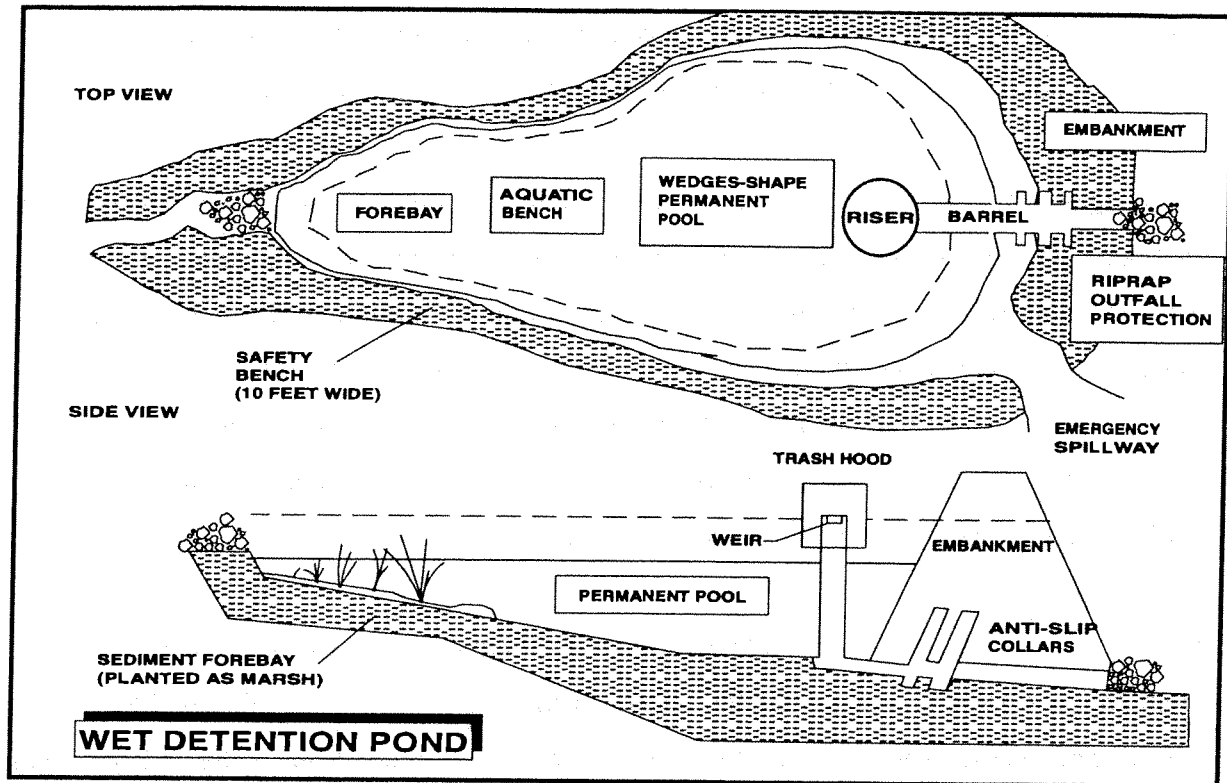 TOP VIEW
EMBANKMENT
FOREBAY
AQUATIC
BENCH
WEDGES-SHAPE
PERMANENT
POOL
RISER
BARREL
RIPRAP
OUTFALL
PROTECTION
SAFETY
BENCH
(10 FEET WIDE)
SIDE VIEW
EMERGENCY
SPILLWAY
TRASH HOOD
WEIR
EMBANKMENT
PERMANENT POOL
ANTI-SLIP
COLLARS
SEDIMENT FOREBAY
(PLANTED AS MARSH)
WET DETENTION POND